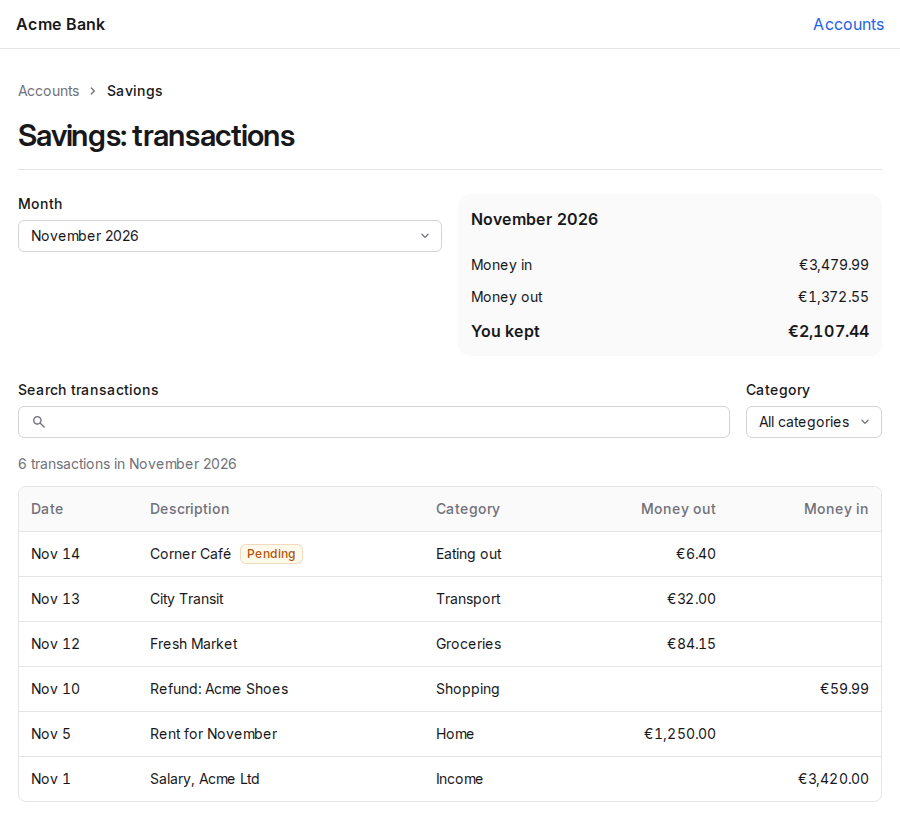 Acme Bank Accounts
Accounts > Savings
Savings: transactions
Month
November 2026
November 2026
Money in €3,479.99
Money out €1,372.55
You kept €2,107.44
Search transactions Category
All categories
6 transactions in November 2026
Date Description Category Money out Money in
Nov 14 Corner Café Pending Eating out €6.40
Nov 13 City Transit Transport €32.00
Nov 12 Fresh Market Groceries €84.15
Nov 10 Refund: Acme Shoes Shopping €59.99
Nov 5 Rent for November Home €1,250.00
Nov 1 Salary, Acme Ltd Income €3,420.00